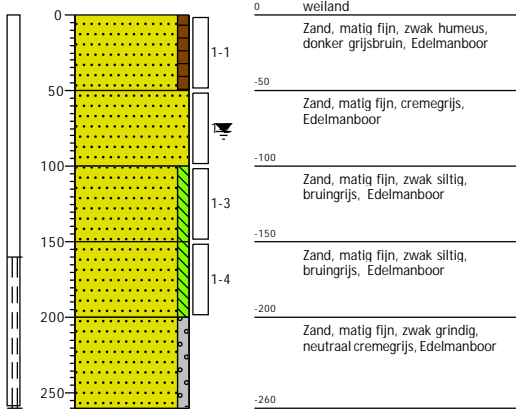 0
weiland
0
Zand, matig fijn, zwak humeus,
donker grijsbruin, Edelmanboor
1-1
50
-50
Zand, matig fijn, cremegrijs,
Edelmanboor
100
-100
Zand, matig fijn, zwak siltig,
bruingrijs, Edelmanboor
1-3
150
-150
Zand, matig fijn, zwak siltig,
bruingrijs, Edelmanboor
1-4
200
-200
Zand, matig fijn, zwak grindig,
neutraal cremegrijs, Edelmanboor
250
-260